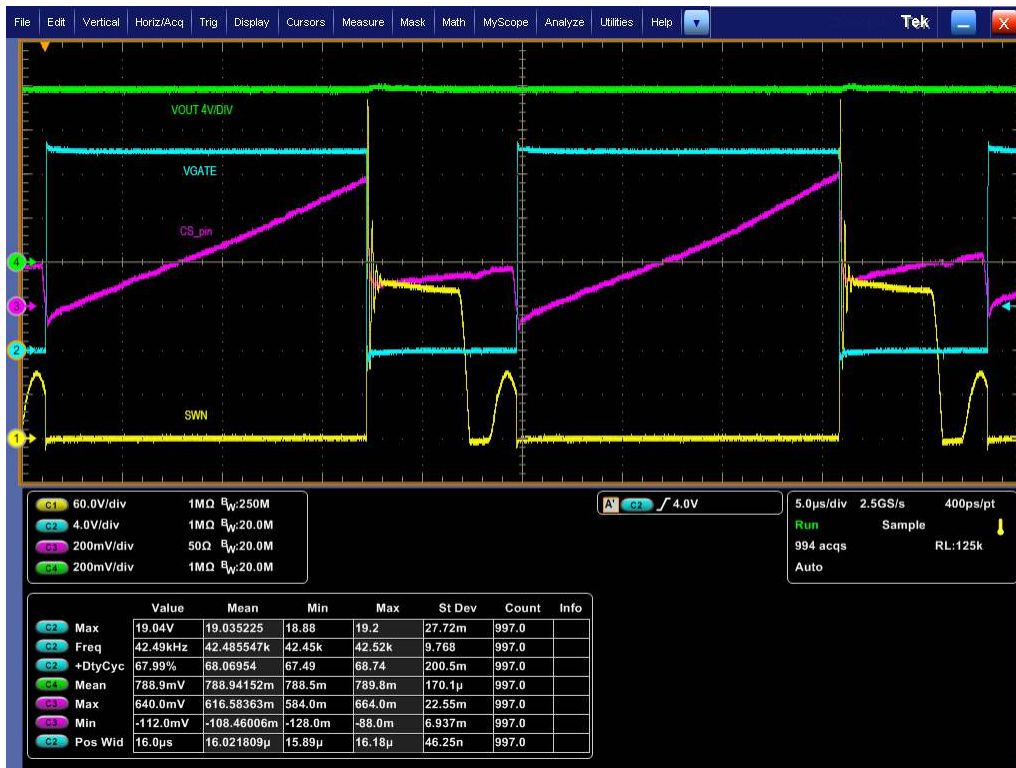 File Edit Vertical Horiz/Acq Trig Display Cursors Measure Mask Math MyScope Analyze Utilities Help Tek X
VOUT 4V/DIV
VGATE
CS_pin
4
3
2
SWN
1
C1 60.0V/div 1MΩ BW:250M
C2 4.0V/div 1MΩ BW:20.0M
C3 200mV/div 50Ω BW:20.0M
C4 200mV/div 1MΩ BW:20.0M
A' C2 4.0V
5.0µs/div 2.5GS/s 400ps/pt
Run Sample
994 acqs RL:125k
Auto
Value Mean Min Max St Dev Count Info
C2 Max 19.04V 19.035225 18.88 19.2 27.72m 997.0
C2 Freq 42.49kHz 42.485547k 42.45k 42.52k 9.768 997.0
C2 +DtyCyc 67.99% 68.06954 67.49 68.74 200.5m 997.0
C4 Mean 788.9mV 788.94152m 788.5m 789.8m 170.1µ 997.0
C3 Max 640.0mV 616.58363m 584.0m 664.0m 22.55m 997.0
C3 Min -112.0mV -108.46006m -128.0m -88.0m 6.937m 997.0
C2 Pos Wid 16.0µs 16.021809µ 15.89µ 16.18µ 46.25n 997.0